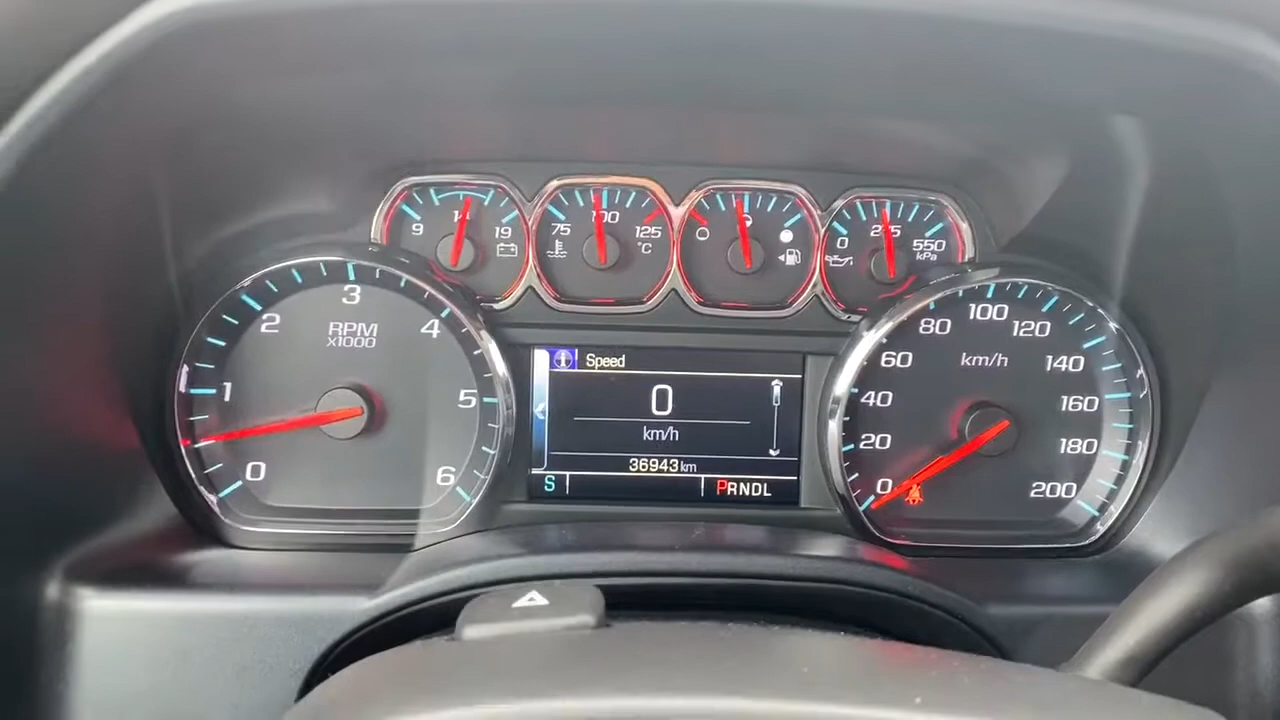 9 14 19
75 100 125
°C
0 275 550
kPa
0 1 2 3 4 5 6
RPM
x1000
Speed
0
km/h
36943 km
S
PRNDL
0 20 40 60 80 100 120 140 160 180 200
km/h